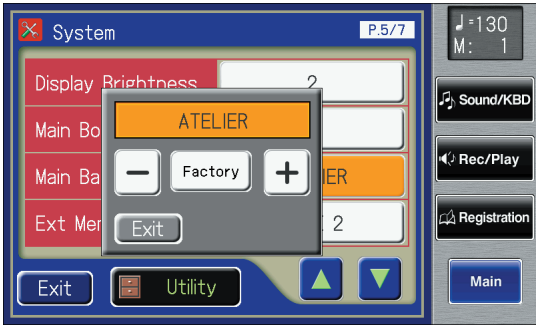 System
P.5/7
♩=130
M: 1
Display Brightness
2
Main Bo
Main Ba
IER
Ext Mer
2
ATELIER
− Factory +
Exit
Exit
Utility
Sound/KBD
Rec/Play
Registration
Main